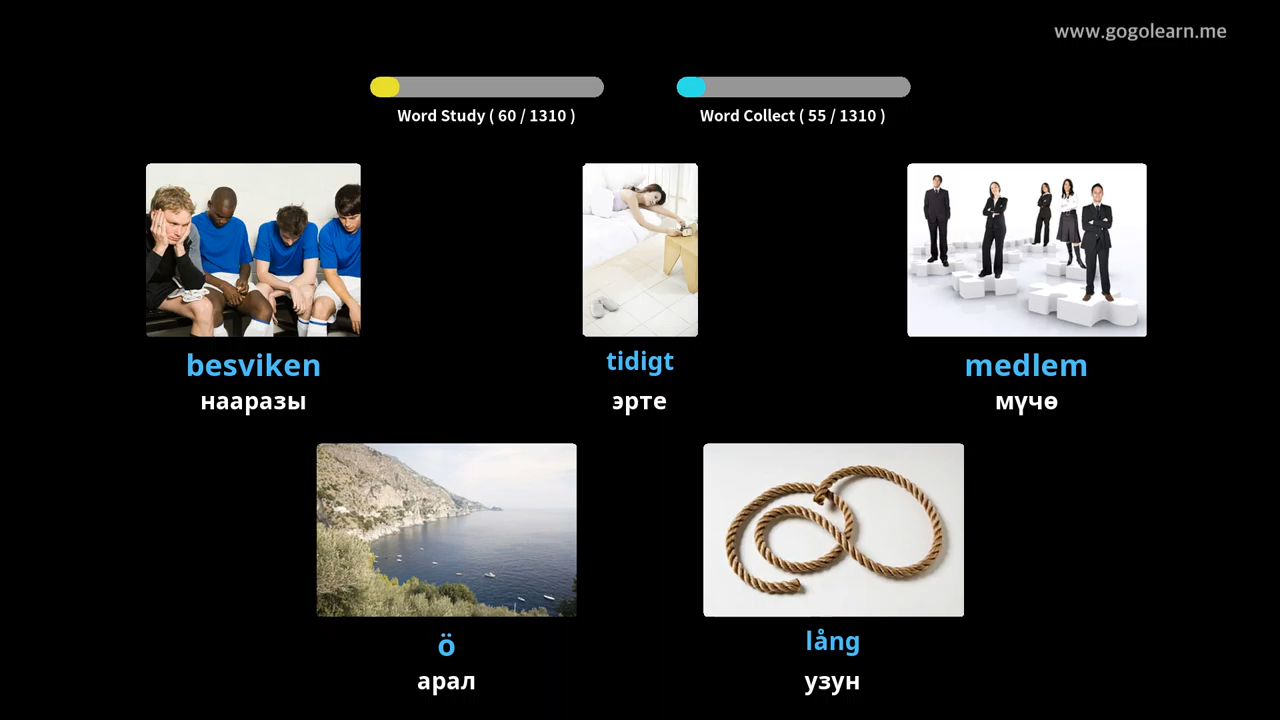 www.gogolearn.me
Word Study ( 60 / 1310 )
Word Collect ( 55 / 1310 )
besviken
нааразы
tidigt
эрте
medlem
мүчө
ö
арал
lång
узун